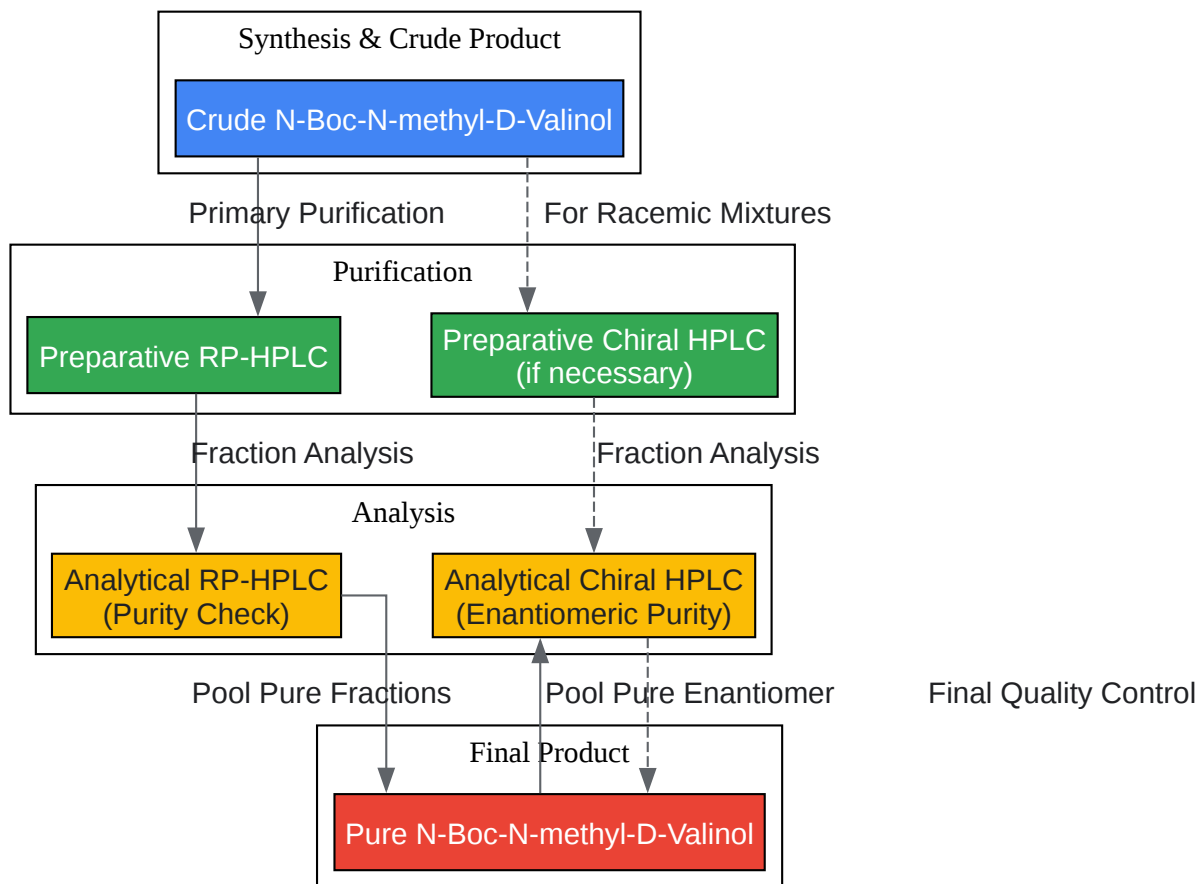 Synthesis & Crude Product
Crude N-Boc-N-methyl-D-Valinol
Primary Purification
For Racemic Mixtures
Purification
Preparative RP-HPLC
Preparative Chiral HPLC
(if necessary)
Fraction Analysis
Fraction Analysis
Analysis
Analytical RP-HPLC
(Purity Check)
Analytical Chiral HPLC
(Enantiomeric Purity)
Pool Pure Fractions
Pool Pure Enantiomer
Final Quality Control
Final Product
Pure N-Boc-N-methyl-D-Valinol